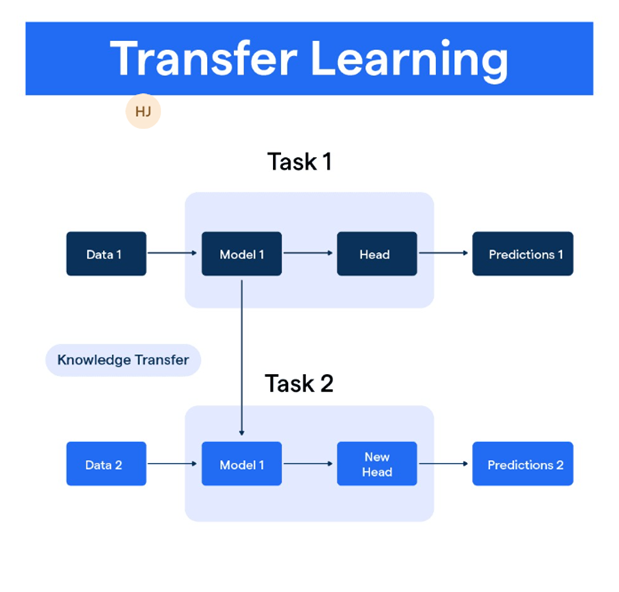 Transfer Learning
HJ
Task 1
Data 1
Model 1
Head
Predictions 1
Knowledge Transfer
Task 2
Data 2
Model 1
New
Head
Predictions 2